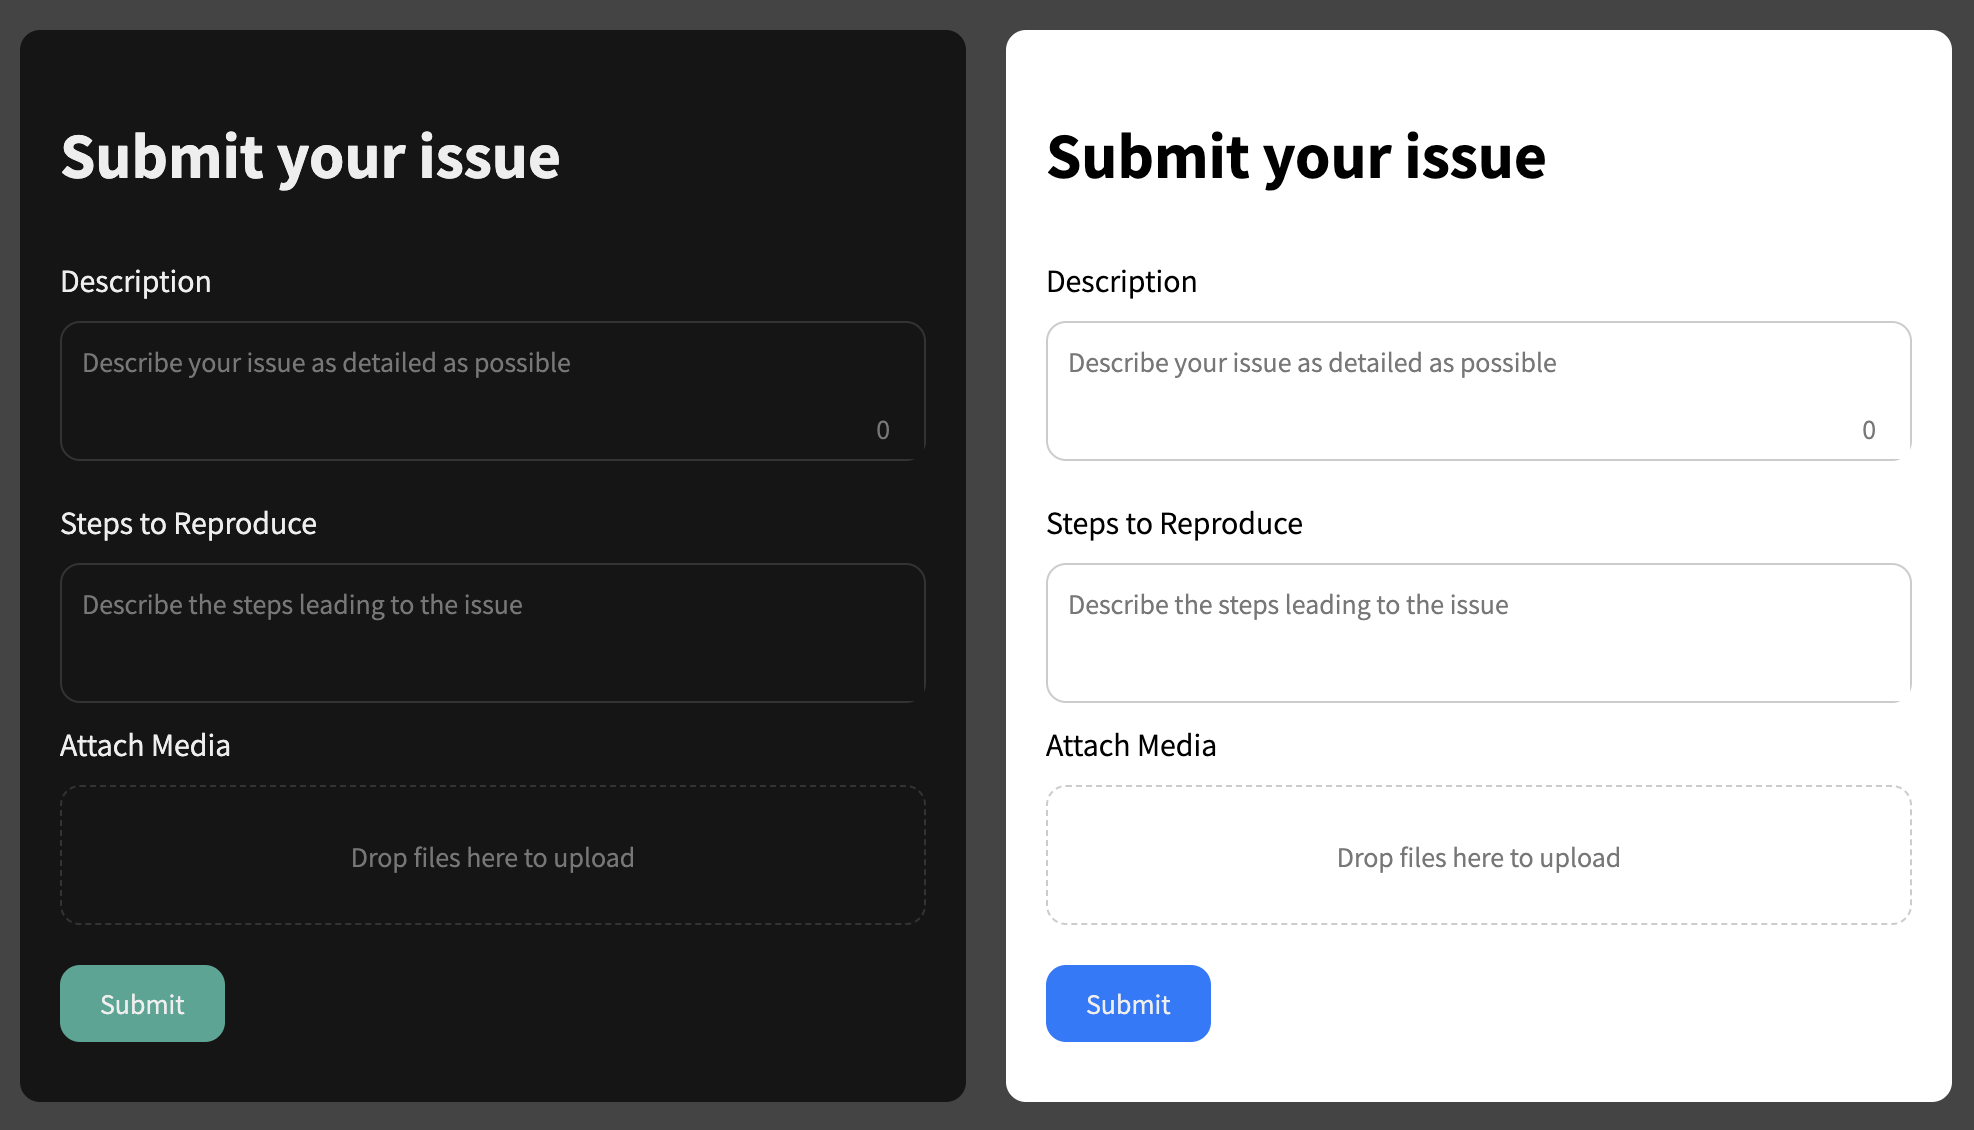 Submit your issue
Description
Describe your issue as detailed as possible
0
Steps to Reproduce
Describe the steps leading to the issue
Attach Media
Drop files here to upload
Submit
Submit your issue
Description
Describe your issue as detailed as possible
0
Steps to Reproduce
Describe the steps leading to the issue
Attach Media
Drop files here to upload
Submit